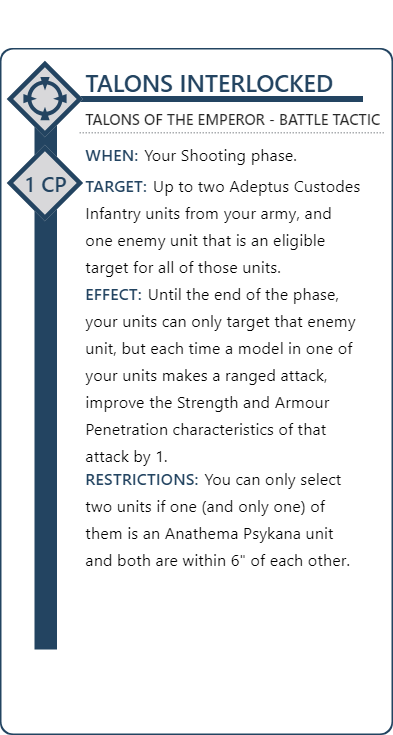 TALONS INTERLOCKED
TALONS OF THE EMPEROR - BATTLE TACTIC
WHEN: Your Shooting phase.
1 CP
TARGET: Up to two Adeptus Custodes
Infantry units from your army, and
one enemy unit that is an eligible
target for all of those units.
EFFECT: Until the end of the phase,
your units can only target that enemy
unit, but each time a model in one of
your units makes a ranged attack,
improve the Strength and Armour
Penetration characteristics of that
attack by 1.
RESTRICTIONS: You can only select
two units if one (and only one) of
them is an Anathema Psykana unit
and both are within 6" of each other.